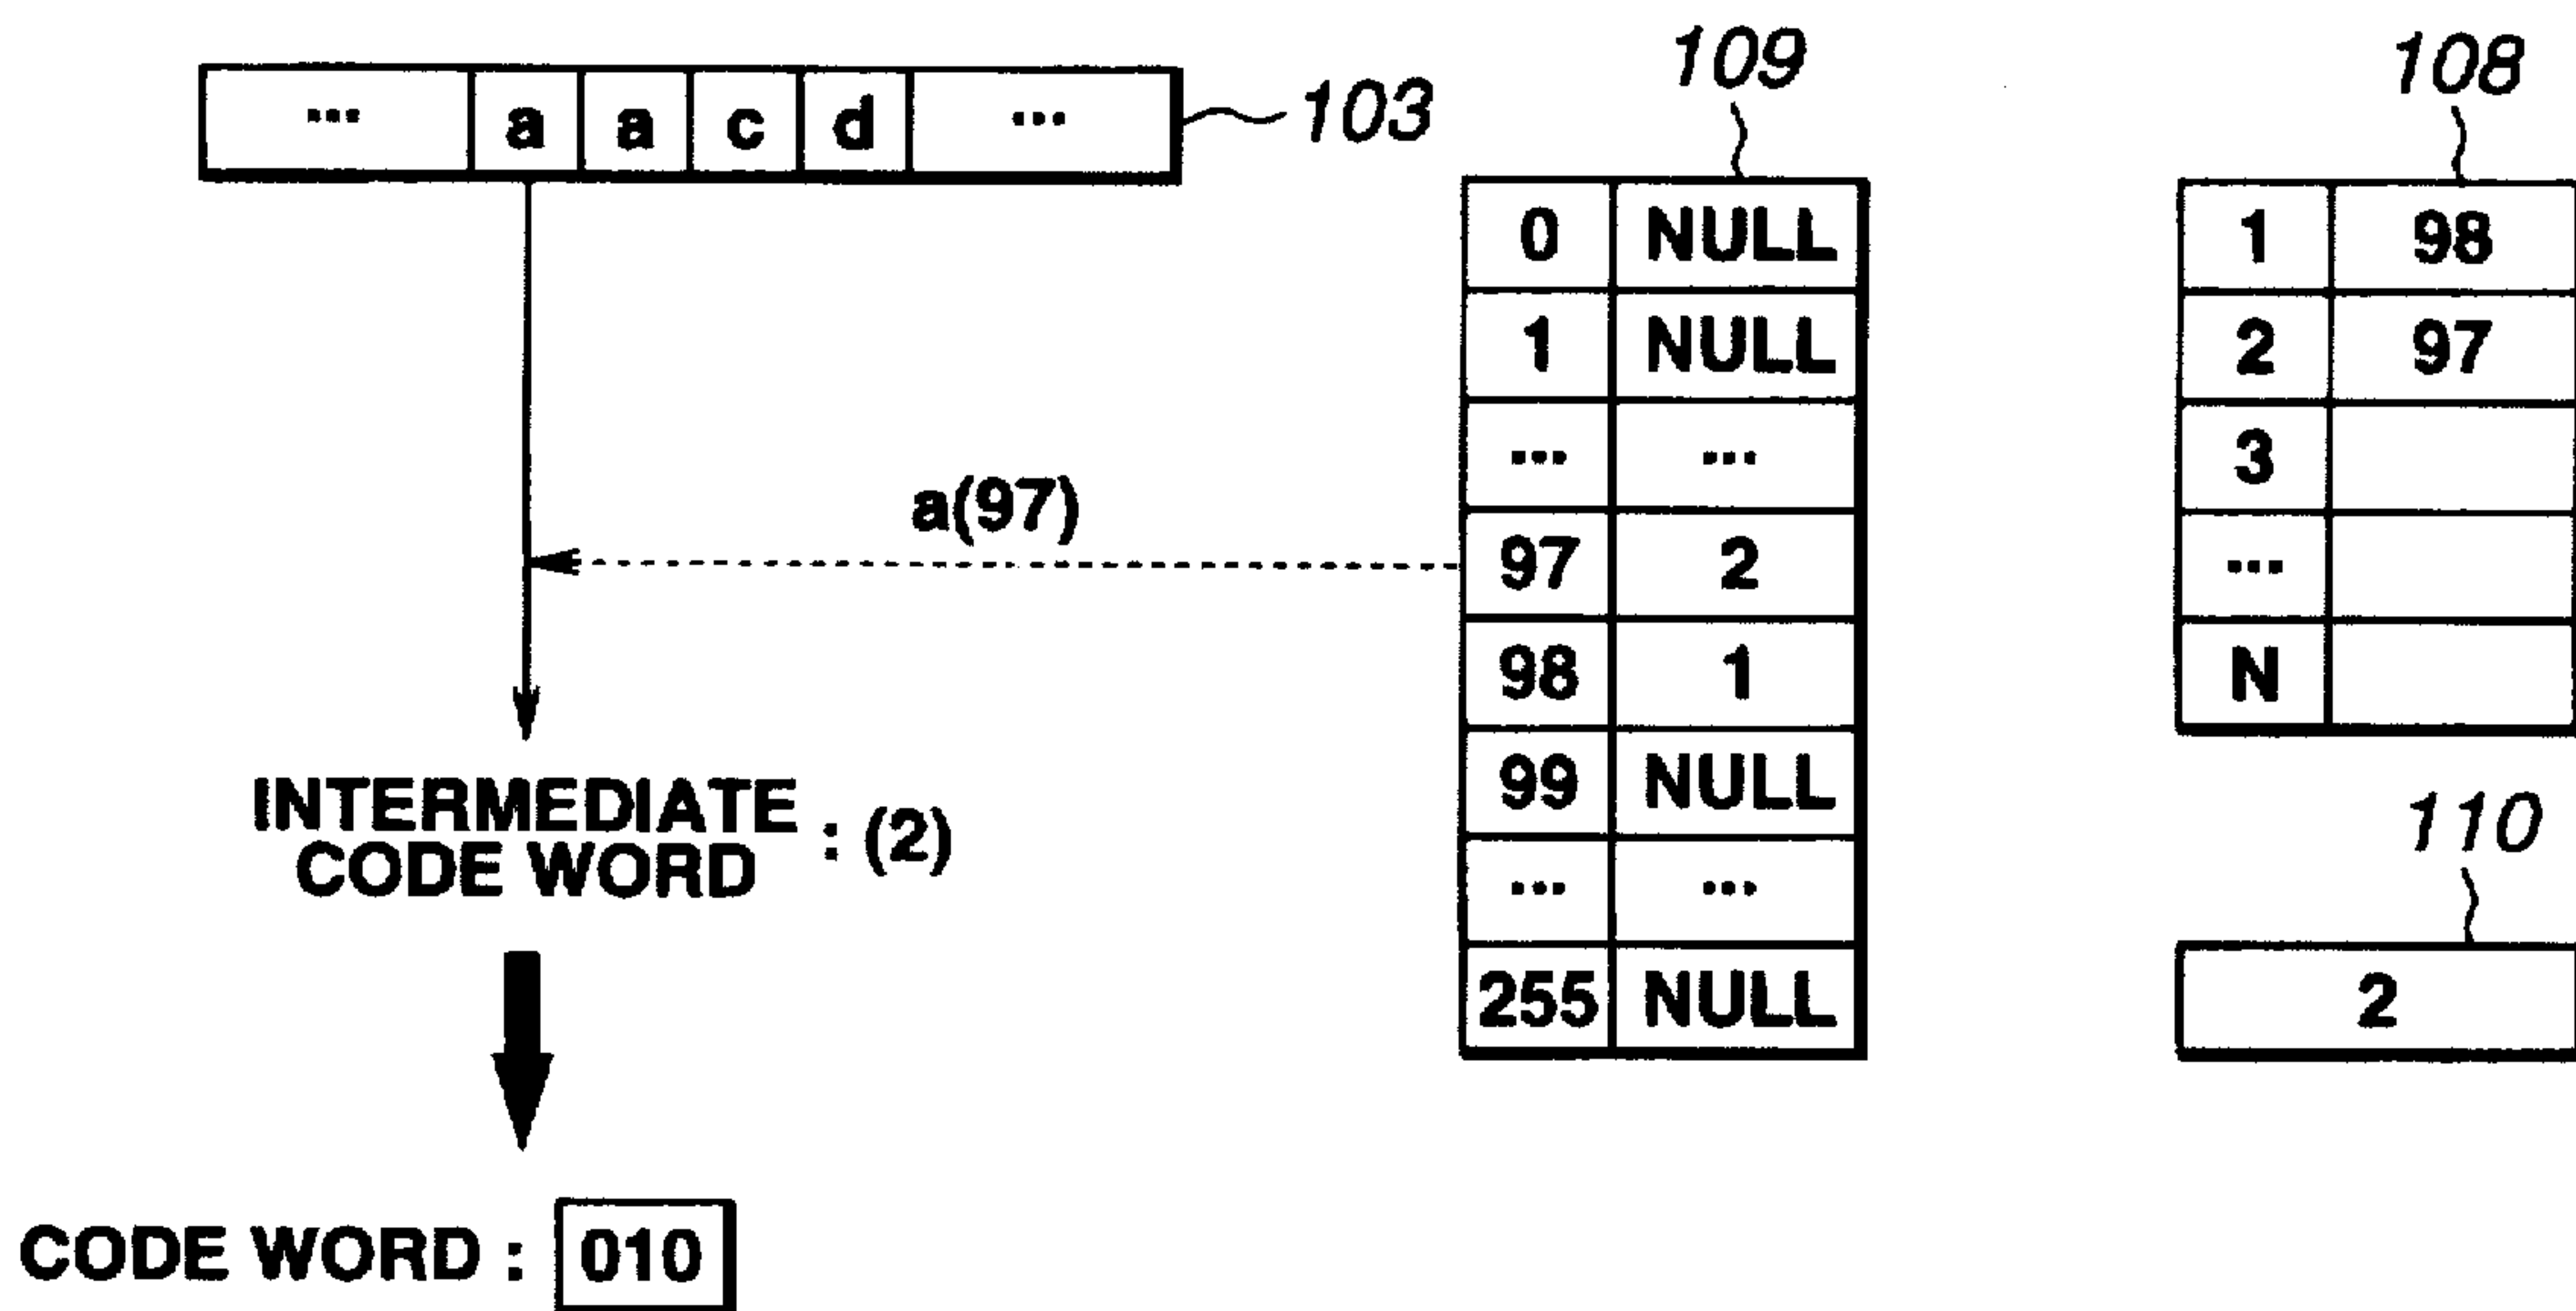 ... a a c d ... 103
109
0 NULL
1 NULL
... ...
97 2
98 1
99 NULL
... ...
255 NULL
108
1 98
2 97
3
...
N
110
2
a(97)
INTERMEDIATE
CODE WORD : (2)
CODE WORD : 010